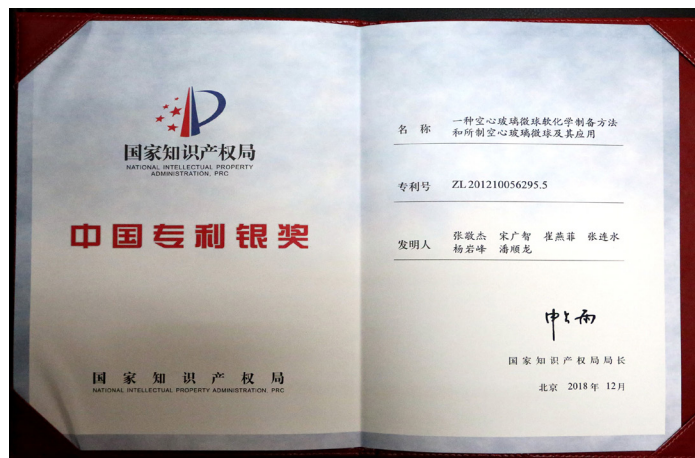 国家知识产权局
NATIONAL INTELLECTUAL PROPERTY
ADMINISTRATION, PRC
中国专利银奖
国家知识产权局
NATIONAL INTELLECTUAL PROPERTY ADMINISTRATION, PRC
名 称 一种空心玻璃微球软化学制备方法
和所制空心玻璃微球及其应用
专利号 ZL 201210056295.5
发明人 张敬杰 宋广智 崔燕菲 张连水
杨岩峰 潘顺龙
申长雨
国家知识产权局局长
北京 2018年 12月